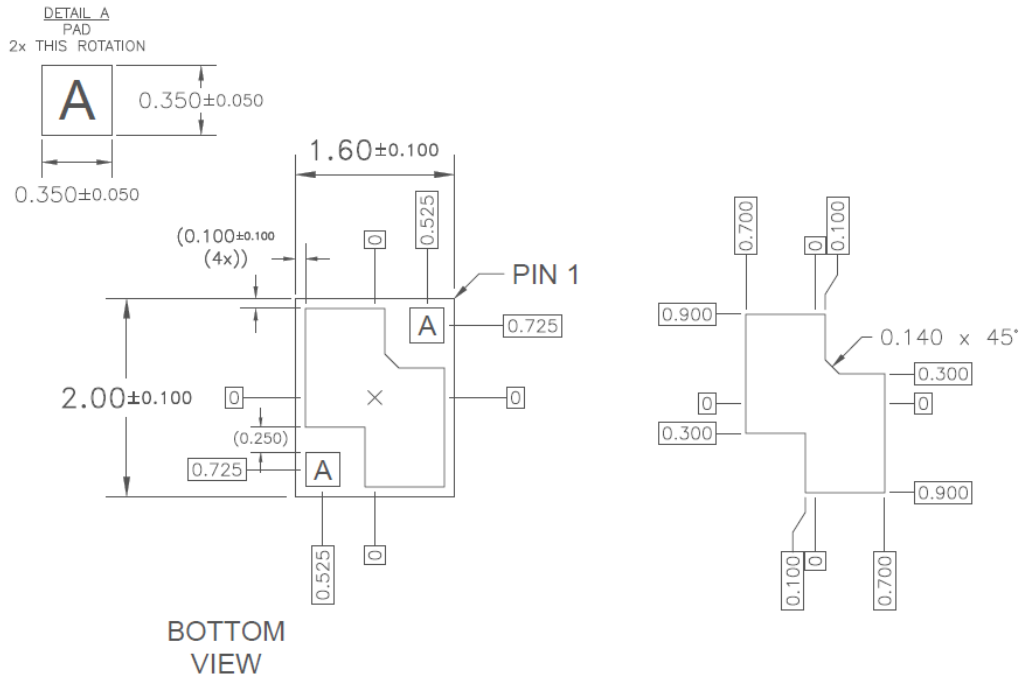 DETAIL A
PAD
2x THIS ROTATION
A
0.350±0.050
0.350±0.050
1.60±0.100
(0.100±0.100
(4x))
0
0.525
PIN 1
A
0.725
2.00±0.100
0
0
(0.250)
0.725
A
0.525
0
BOTTOM
VIEW
0.700
0
0.100
0.900
0.140 x 45°
0.300
0
0
0.300
0.900
0.100
0
0.700